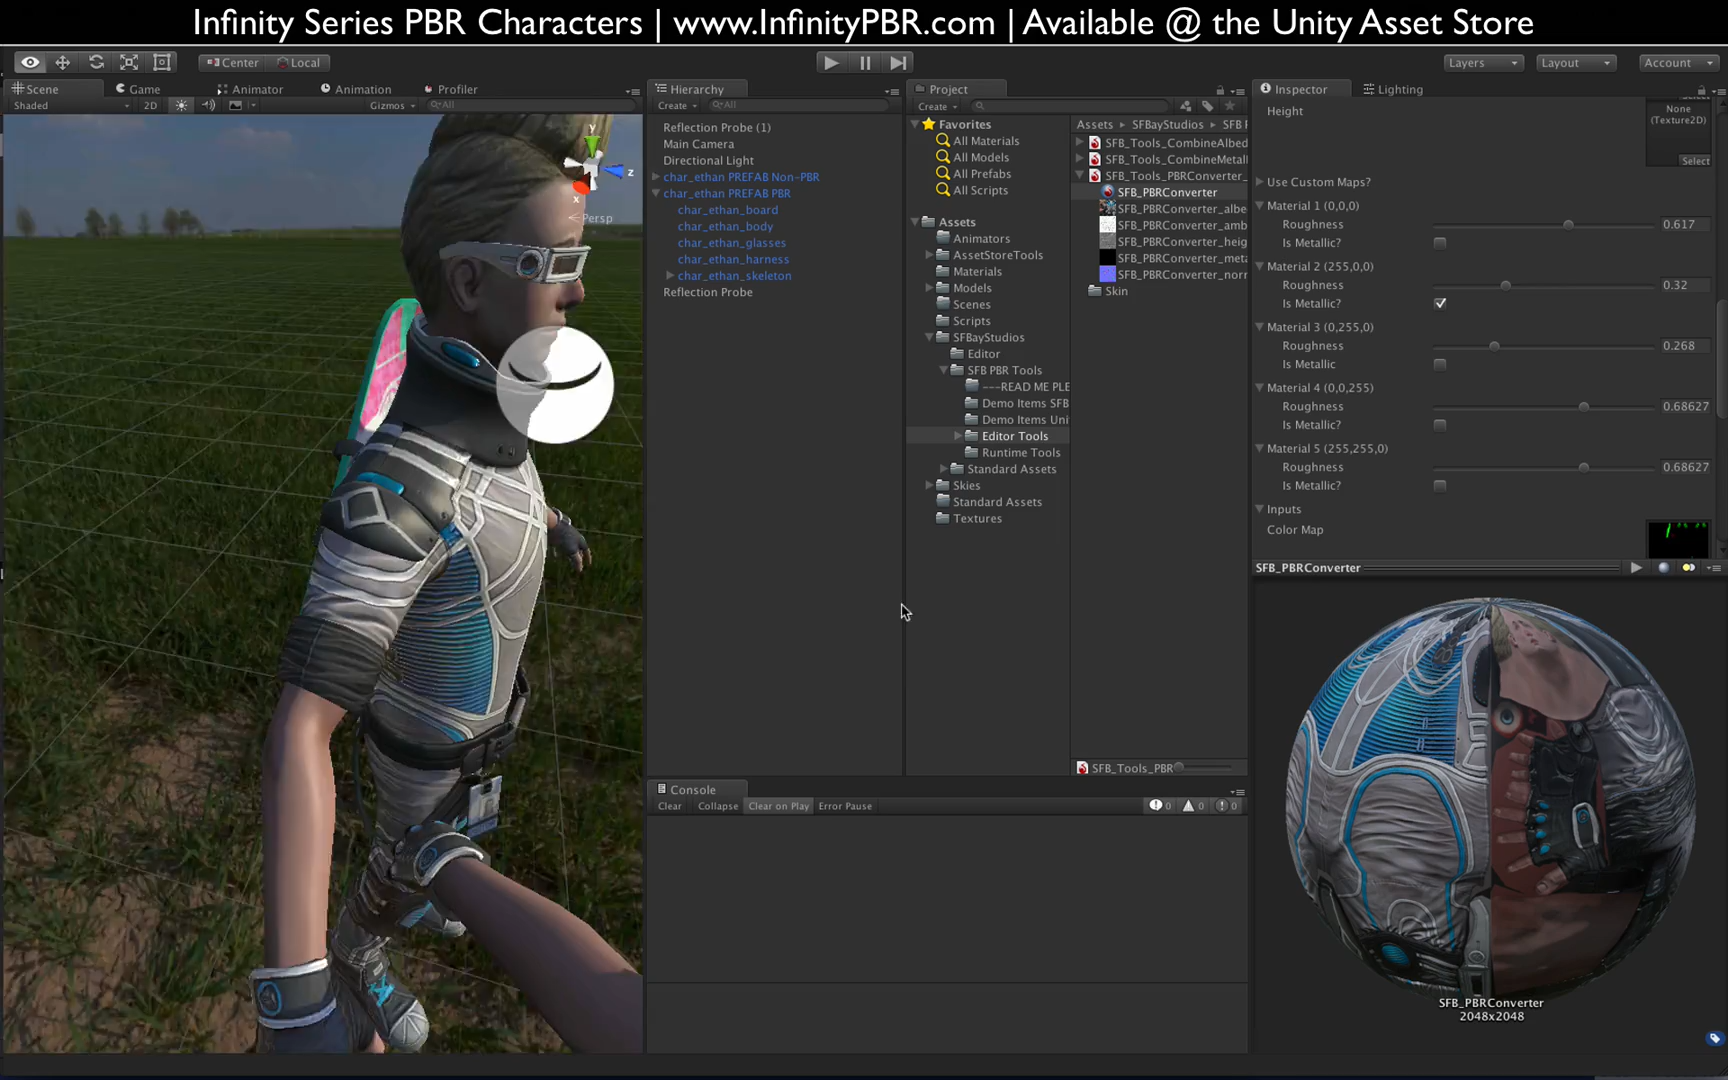 Infinity Series PBR Characters | www.InfinityPBR.com | Available @ the Unity Asset Store
Center Local
Layers Layout Account
Scene Game Animator Animation Profiler
Shaded 2D Gizmos All
y
z
x
Persp
Hierarchy
Create All
Reflection Probe (1)
Main Camera
Directional Light
char_ethan PREFAB Non-PBR
char_ethan PREFAB PBR
char_ethan_board
char_ethan_body
char_ethan_glasses
char_ethan_harness
char_ethan_skeleton
Reflection Probe
Project
Create
Favorites
All Materials
All Models
All Prefabs
All Scripts
Assets
Animators
AssetStoreTools
Materials
Models
Scenes
Scripts
SFBayStudios
Editor
SFB PBR Tools
---READ ME PLE
Demo Items SFB
Demo Items Uni
Editor Tools
Runtime Tools
Standard Assets
Skies
Standard Assets
Textures
Assets SFBayStudios SFB F
SFB_Tools_CombineAlbed
SFB_Tools_CombineMetall
SFB_Tools_PBRConverter_
SFB_PBRConverter
SFB_PBRConverter_albe
SFB_PBRConverter_amb
SFB_PBRConverter_heig
SFB_PBRConverter_meta
SFB_PBRConverter_norr
Skin
SFB_Tools_PBR
Console
Clear Collapse Clear on Play Error Pause 0 0 0
Inspector Lighting
Height
None
(Texture2D)
Select
Use Custom Maps?
Material 1 (0,0,0)
Roughness 0.617
Is Metallic?
Material 2 (255,0,0)
Roughness 0.32
Is Metallic?
Material 3 (0,255,0)
Roughness 0.268
Is Metallic
Material 4 (0,0,255)
Roughness 0.68627
Is Metallic?
Material 5 (255,255,0)
Roughness 0.68627
Is Metallic?
Inputs
Color Map
SFB_PBRConverter
SFB_PBRConverter
2048x2048